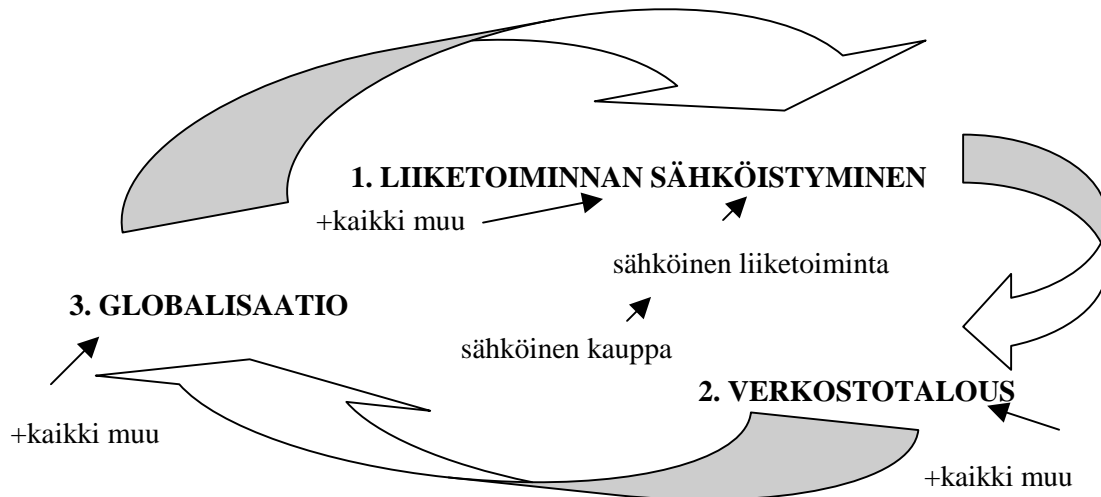 1. LIIKETOIMINNAN SÄHKÖISTYMINEN
+kaikki muu
sähköinen liiketoiminta
3. GLOBALISAATIO
sähköinen kauppa
2. VERKOSTOTALOUS
+kaikki muu
+kaikki muu